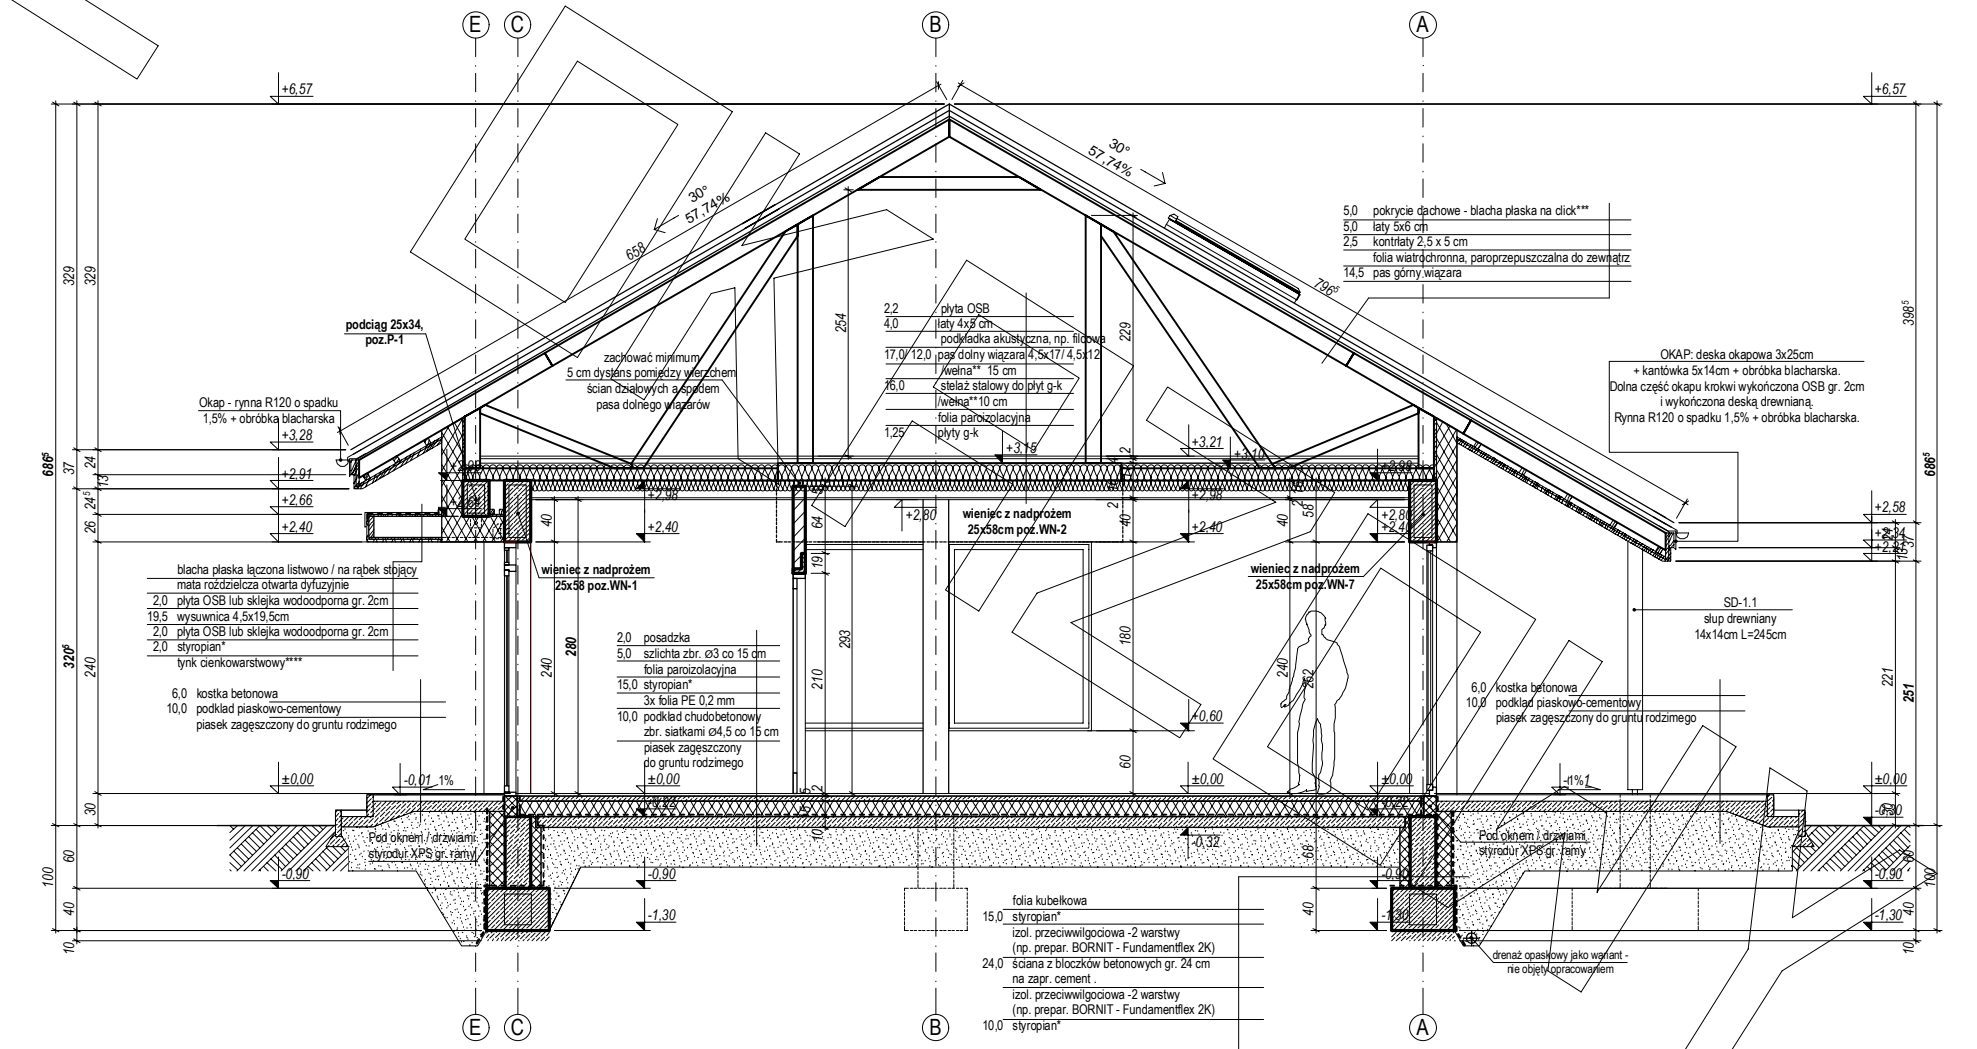 E
C
B
A
+6,57
+6,57
30°
57,74%
30°
57,74%
658
796⁵
329
329
398⁵
254
229
5,0 pokrycie dachowe - blacha płaska na click***
5,0 łaty 5x6 cm
2,5 kontrłaty 2,5 x 5 cm
folia wiatrochronna, paroprzepuszczalna do zewnątrz
14,5 pas górny wiązara
podciąg 25x34,
poz.P-1
zachować minimum
5 cm dystans pomiędzy wierzchem
ścian działowych a spodem
pasa dolnego wiązarów
2,2 płyta OSB
4,0 łaty 4x5 cm
podkładka akustyczna, np. filcowa
17,0/ 12,0 pas dolny wiązara 4,5x17/ 4,5x12
/wełna** 15 cm
16,0 stelaż stalowy do płyt g-k
/wełna**10 cm
folia paroizolacyjna
1,25 płyty g-k
OKAP: deska okapowa 3x25cm
+ kantówka 5x14cm + obróbka blacharska.
Dolna część okapu krokwi wykończona OSB gr. 2cm
i wykończona deską drewnianą.
Rynna R120 o spadku 1,5% + obróbka blacharska.
Okap - rynna R120 o spadku
1,5% + obróbka blacharska
+3,28
+2,91
+2,66
+2,40
686⁵
37
24
13
24⁵
26
+3,15
+3,21
+3,10
+2,98
+2,98
+2,98
+2,80
+2,80
+2,40
+2,40
+2,40
+2,58
+2,34
686⁵
37
40
64
19
40
40
58
wieniec z nadprożem
25x58cm poz.WN-2
wieniec z nadprożem
25x58 poz.WN-1
wieniec z nadprożem
25x58cm poz.WN-7
blacha płaska łączona listwowo / na rąbek stojący
mata rozdzielcza otwarta dyfuzyjnie
2,0 płyta OSB lub sklejka wodoodporna gr. 2cm
19,5 wysuwnica 4,5x19,5cm
2,0 płyta OSB lub sklejka wodoodporna gr. 2cm
2,0 styropian*
tynk cienkowarstwowy****
320⁵
240
240
280
210
293
180
240
262
221
251
SD-1.1
słup drewniany
14x14cm L=245cm
2,0 posadzka
5,0 szlichta zbr. Ø3 co 15 cm
folia paroizolacyjna
15,0 styropian*
3x folia PE 0,2 mm
10,0 podkład chudobetonowy
zbr. siatkami Ø4,5 co 15 cm
piasek zagęszczony
do gruntu rodzimego
6,0 kostka betonowa
10,0 podkład piaskowo-cementowy
piasek zagęszczony do gruntu rodzimego
6,0 kostka betonowa
10,0 podkład piaskowo-cementowy
piasek zagęszczony do gruntu rodzimego
+0,60
60
±0,00
-0,01
1%
±0,00
±0,00
±0,00
1%
±0,00
30
-0,22
-0,22
-0,30
10
-0,32
68
Pod oknem / drzwiami
styrodur XPS gr. ramy
Pod oknem / drzwiami
styrodur XPS gr. ramy
100
60
40
10
-0,90
-0,90
-0,90
-0,90
-1,30
-1,30
-1,30
40
60
100
40
10
folia kubełkowa
15,0 styropian*
izol. przeciwwilgociowa -2 warstwy
(np. prepar. BORNIT - Fundamentflex 2K)
24,0 ściana z bloczków betonowych gr. 24 cm
na zapr. cement .
izol. przeciwwilgociowa -2 warstwy
(np. prepar. BORNIT - Fundamentflex 2K)
10,0 styropian*
drenaż opaskowy jako wariant -
nie objęty opracowaniem
E
C
B
A